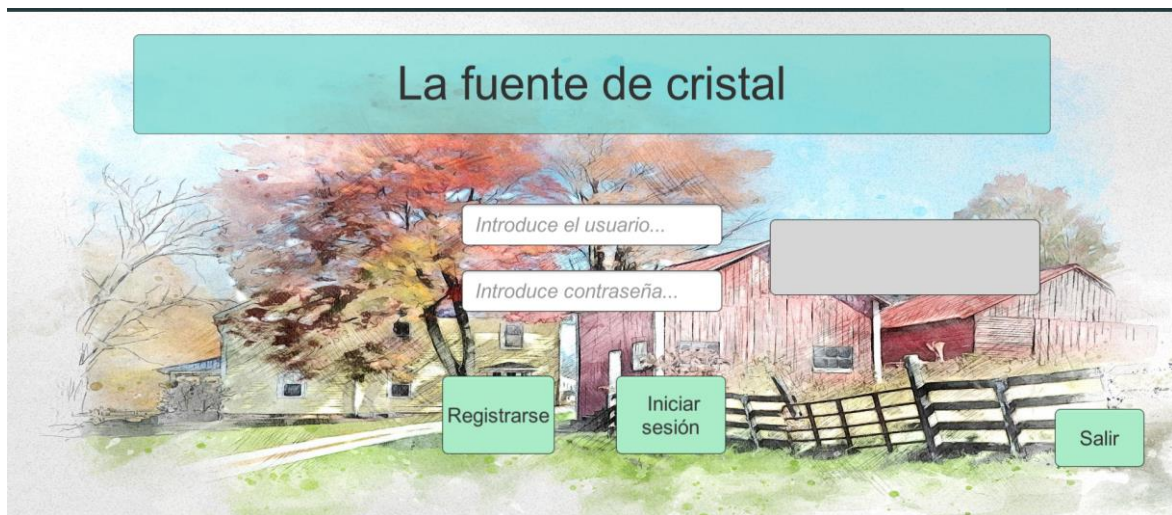 La fuente de cristal
Introduce el usuario...
Introduce contraseña...
Registrarse
Iniciar
sesión
Salir